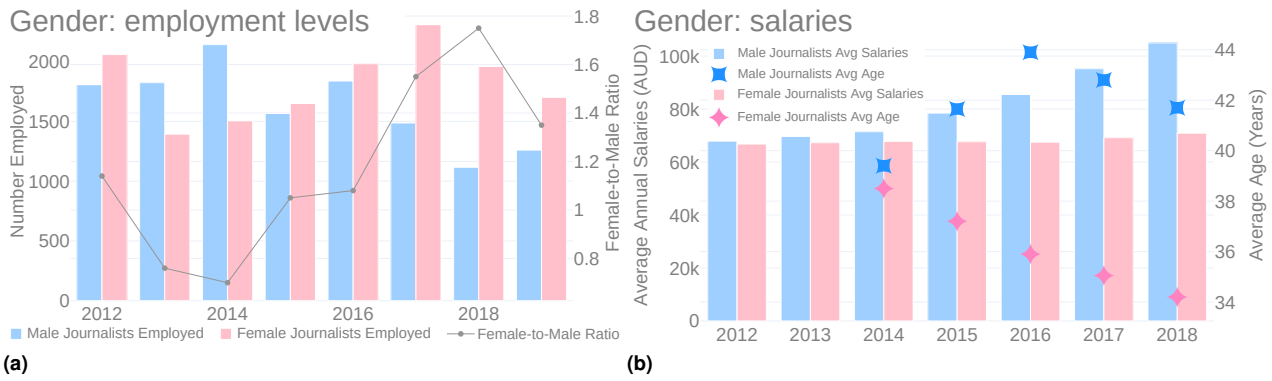 Gender: employment levels
Number Employed
2000
1500
1000
500
0
1.8
1.6
1.4
1.2
1
0.8
Female-to-Male Ratio
2012
2014
2016
2018
Male Journalists Employed
Female Journalists Employed
Female-to-Male Ratio
(a)
Gender: salaries
Average Annual Salaries (AUD)
100k
80k
60k
40k
20k
0
Male Journalists Avg Salaries
Male Journalists Avg Age
Female Journalists Avg Salaries
Female Journalists Avg Age
44
42
40
38
36
34
Average Age (Years)
2012
2013
2014
2015
2016
2017
2018
(b)